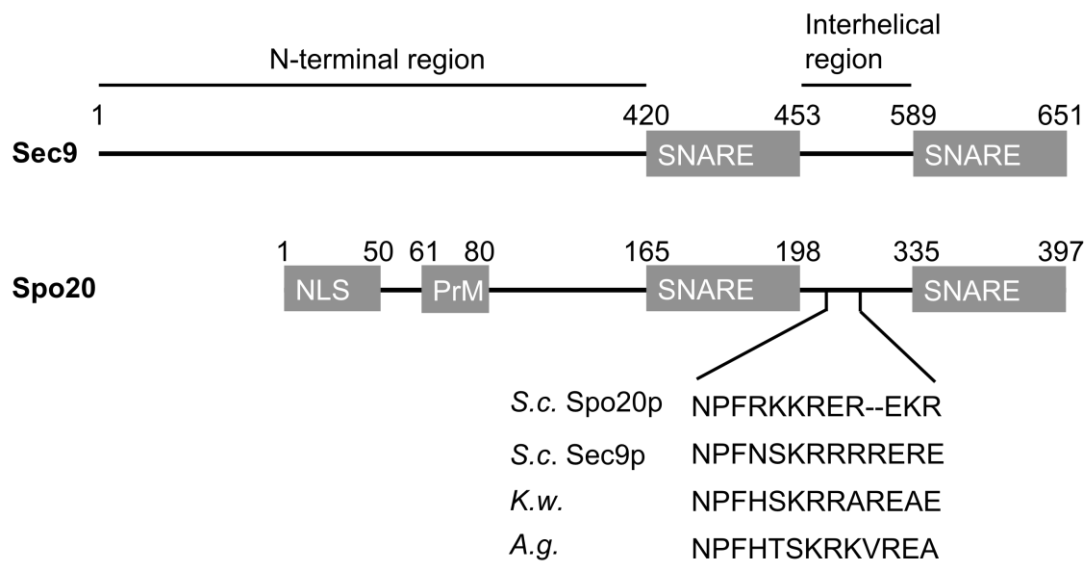 Interhelical
region
N-terminal region
1 420 453 589 651
Sec9 SNARE SNARE
1 50 61 80 165 198 335 397
Spo20 NLS PrM SNARE SNARE
S.c. Spo20p NPFRKKRER--EKR
S.c. Sec9p NPFNSKRRRRERE
K.w. NPFHSKRRAREAE
A.g. NPFHTSKRKVREA